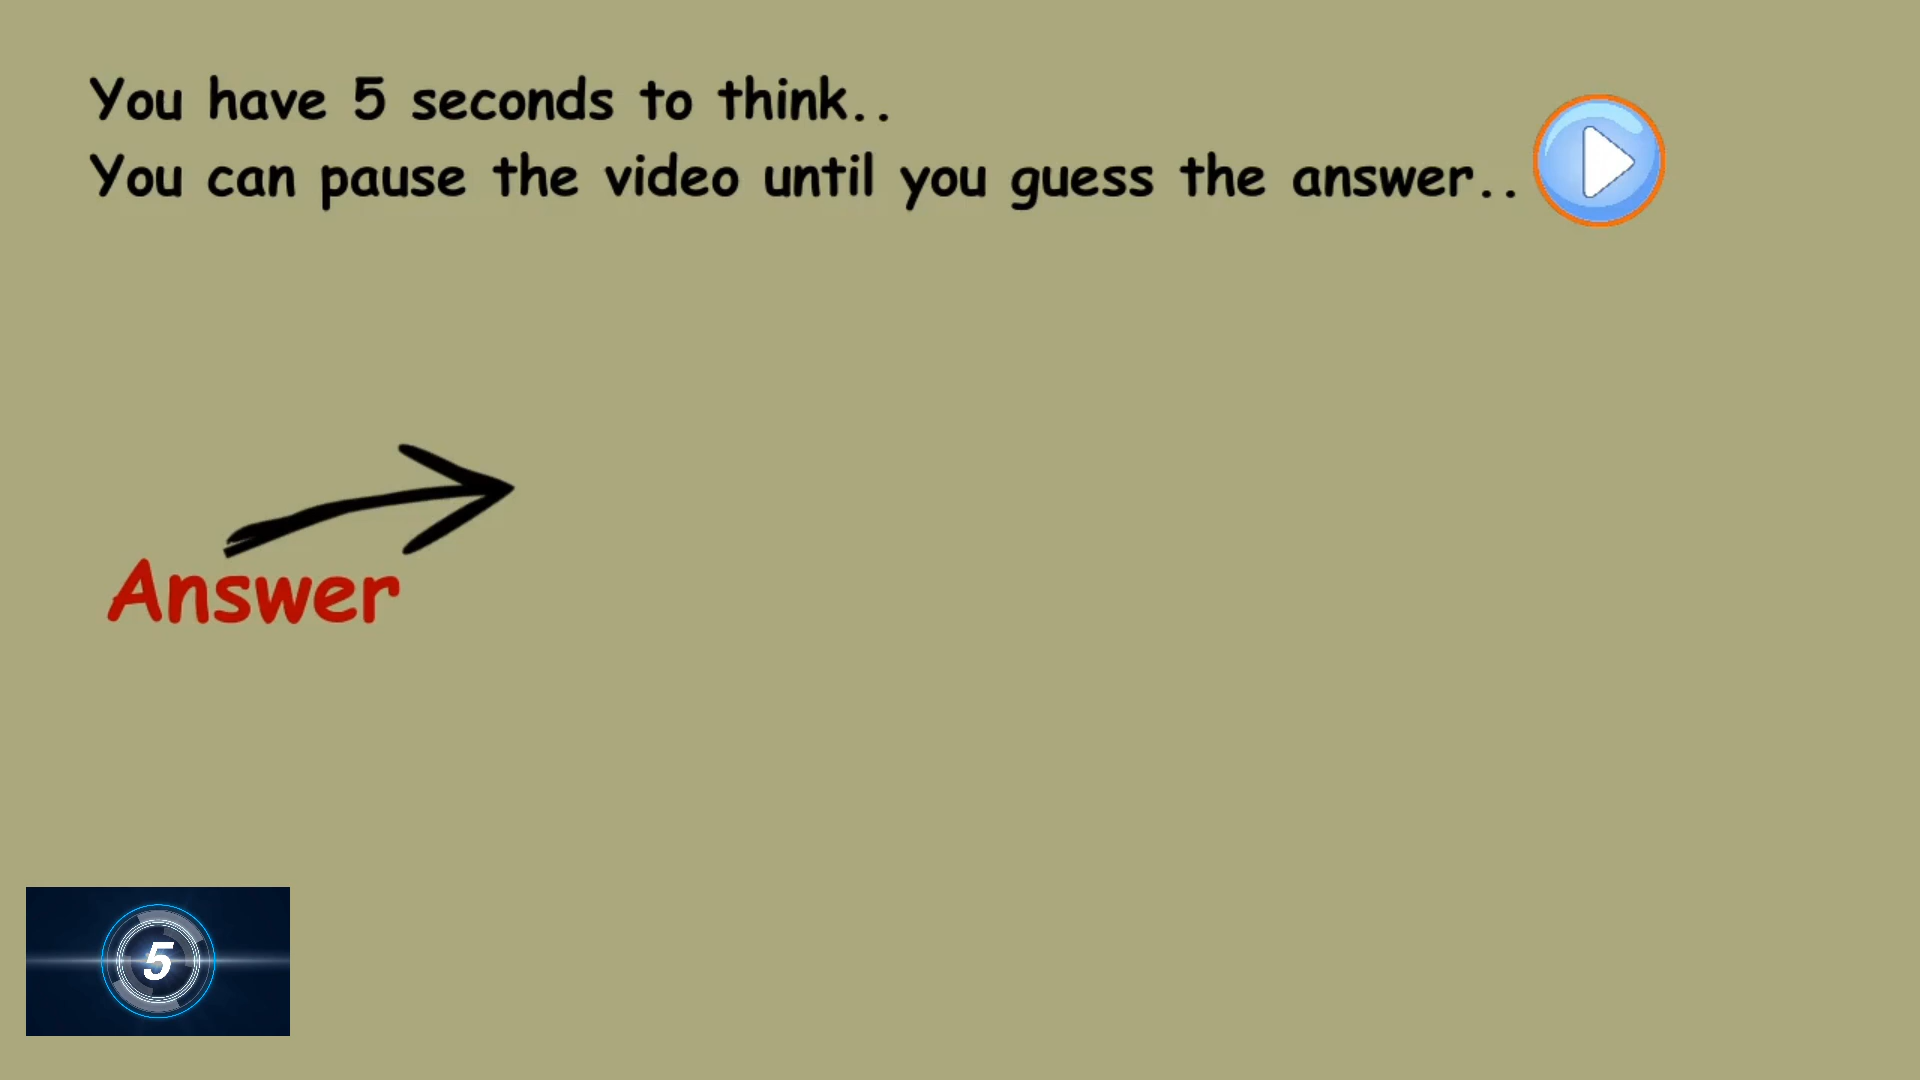 You have 5 seconds to think..
You can pause the video until you guess the answer..
Answer
5